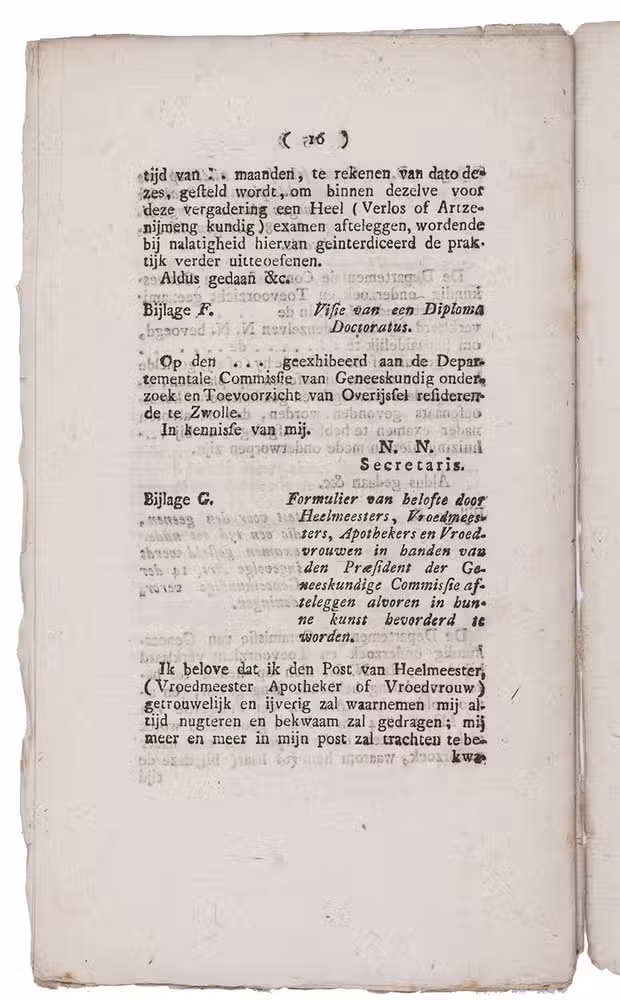 ( 16 )
tijd van . . maanden, te rekenen van dato de-
zes, gesteld wordt, om binnen dezelve voor
deze vergadering een Heel ( Verlos of Artze-
nijmeng kundig ) examen afteleggen, wordende
bij nalatigheid hiervan geinterdiceerd de prak-
tijk verder uitteoefenen.
Aldus gedaan &c.
Bijlage F. Visie van een Diploma
Doctoratus.
Op den . . . geexhibeerd aan de Depar-
tementale Commissie van Geneeskundig onder-
zoek en Toevoorzicht van Overijssel resideren-
de te Zwolle.
In kennisse van mij.
N. N.
Secretaris.
Bijlage G. Formulier van belofte door
Heelmeesters, Vroedmees-
ters, Apothekers en Vroed-
vrouwen in handen van
den Præsident der Ge-
neeskundige Commissie af-
teleggen alvoren in hun-
ne kunst bevorderd te
worden.
Ik belove dat ik den Post van Heelmeester,
( Vroedmeester Apotheker of Vroedvrouw )
getrouwelijk en ijverig zal waarnemen mij al-
tijd nugteren en bekwaam zal gedragen; mij
meer en meer in mijn post zal trachten te be-
kwa-